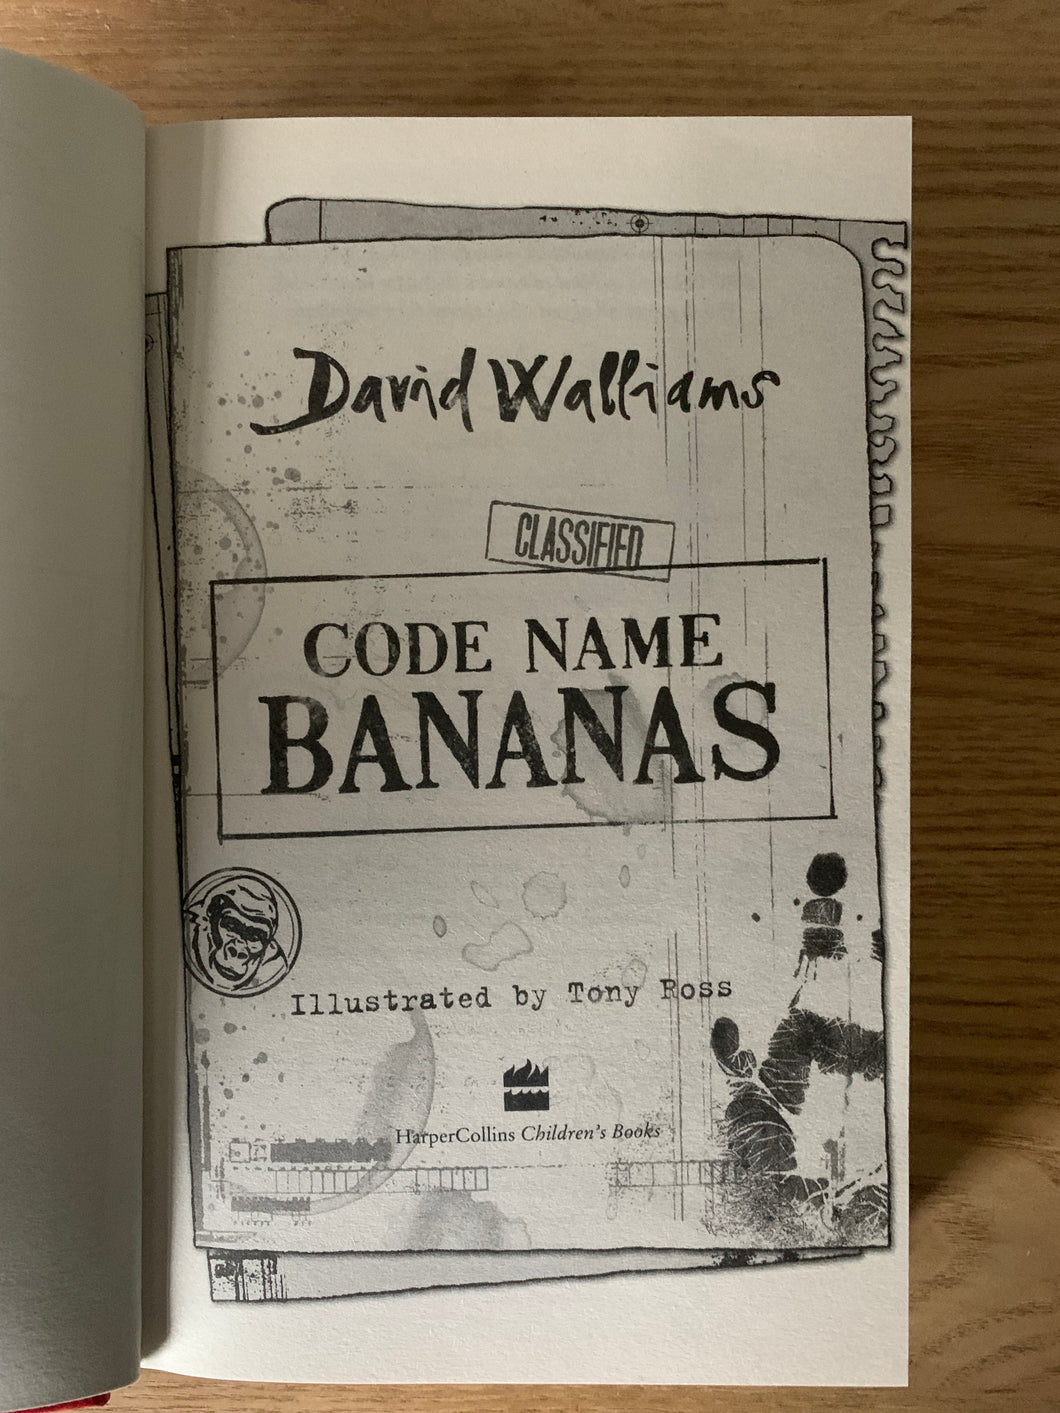 David Walliams
CLASSIFIED
CODE NAME
BANANAS
Illustrated by Tony Ross
HarperCollins Children's Books